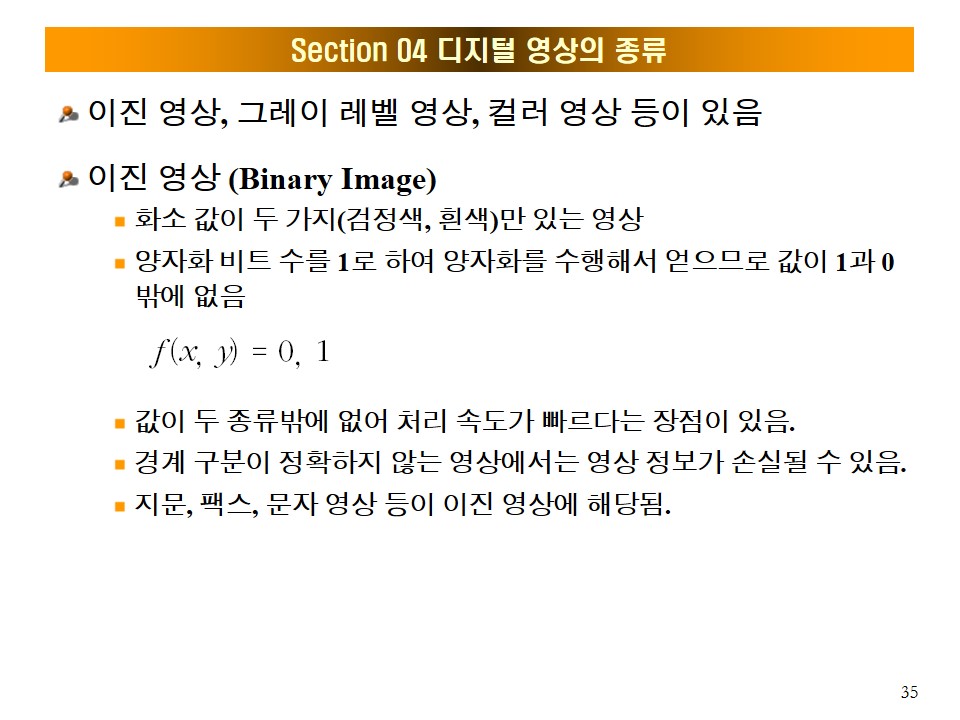 Section 04 디지털 영상의 종류
이진 영상, 그레이 레벨 영상, 컬러 영상 등이 있음
이진 영상 (Binary Image)
화소 값이 두 가지(검정색, 흰색)만 있는 영상
양자화 비트 수를 1로 하여 양자화를 수행해서 얻으므로 값이 1과 0
밖에 없음
f(x, y) = 0, 1
값이 두 종류밖에 없어 처리 속도가 빠르다는 장점이 있음.
경계 구분이 정확하지 않는 영상에서는 영상 정보가 손실될 수 있음.
지문, 팩스, 문자 영상 등이 이진 영상에 해당됨.
35